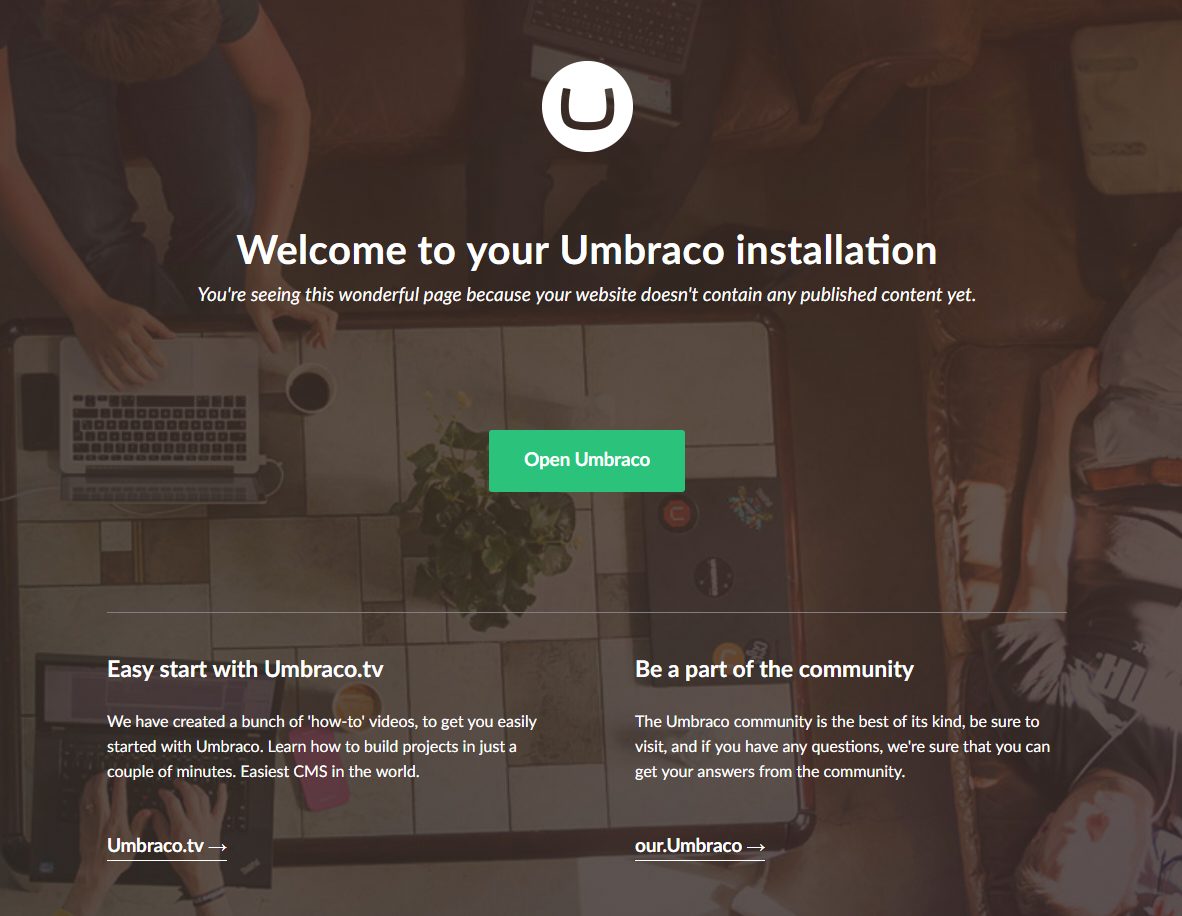 Welcome to your Umbraco installation
You're seeing this wonderful page because your website doesn't contain any published content yet.
Open Umbraco
Easy start with Umbraco.tv
We have created a bunch of 'how-to' videos, to get you easily
started with Umbraco. Learn how to build projects in just a
couple of minutes. Easiest CMS in the world.
Umbraco.tv →
Be a part of the community
The Umbraco community is the best of its kind, be sure to
visit, and if you have any questions, we're sure that you can
get your answers from the community.
our.Umbraco →